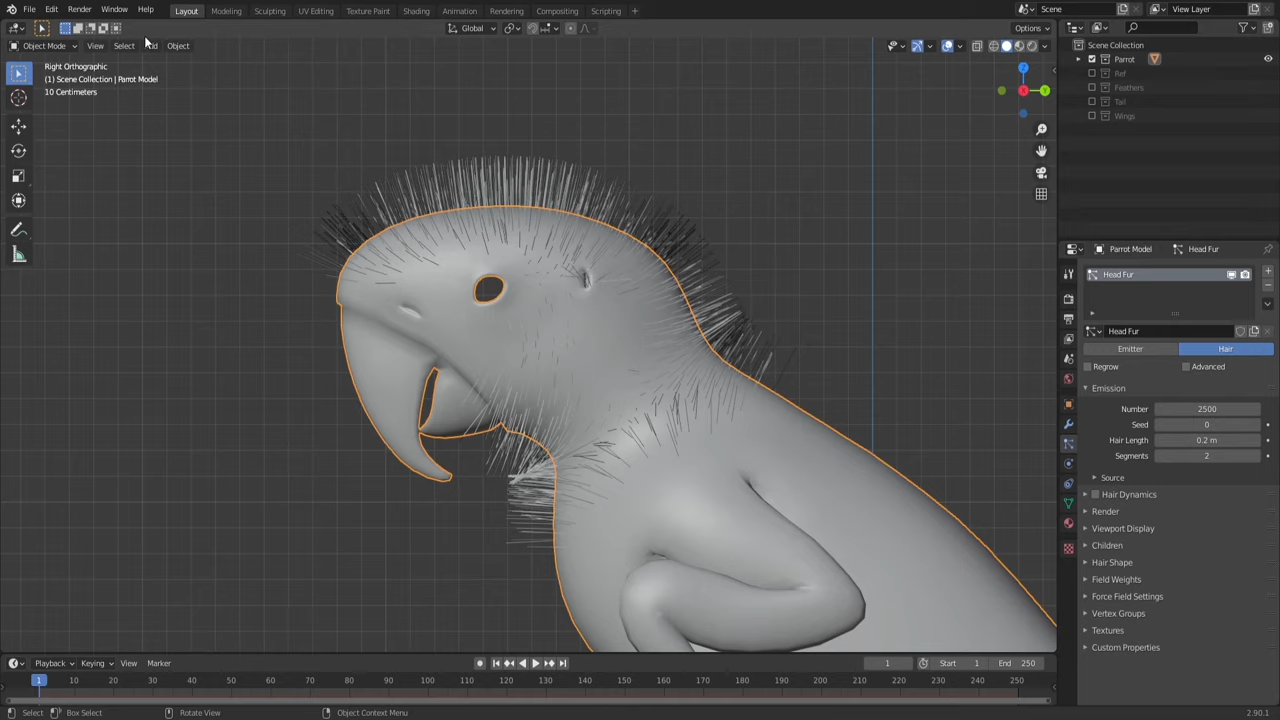 File Edit Render Window Help
Layout Modeling Sculpting UV Editing Texture Paint Shading Animation Rendering Compositing Scripting +
Scene
View Layer
Global
Options
Object Mode View Select Object
Right Orthographic
(1) Scene Collection | Parrot Model
10 Centimeters
Scene Collection
Parrot
Ref
Feathers
Tail
Wings
Parrot Model Head Fur
Head Fur
Head Fur
Emitter Hair
Regrow Advanced
Emission
Number 2500
Seed 0
Hair Length 0.2 m
Segments 2
Source
Hair Dynamics
Render
Viewport Display
Children
Hair Shape
Field Weights
Force Field Settings
Vertex Groups
Textures
Custom Properties
Playback Keying View Marker
1 Start 1 End 250
1 10 20 30 40 50 60 70 80 90 100 110 120 130 140 150 160 170 180 190 200 210 220 230 240 250
Select Box Select Rotate View Object Context Menu 2.90.1